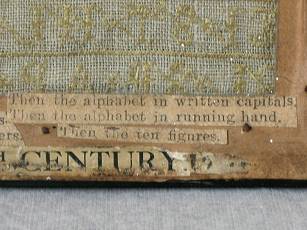 Then the alphabet in written capitals,
Then the alphabet in running hand.
ers. Then the ten figures.
CENTURY